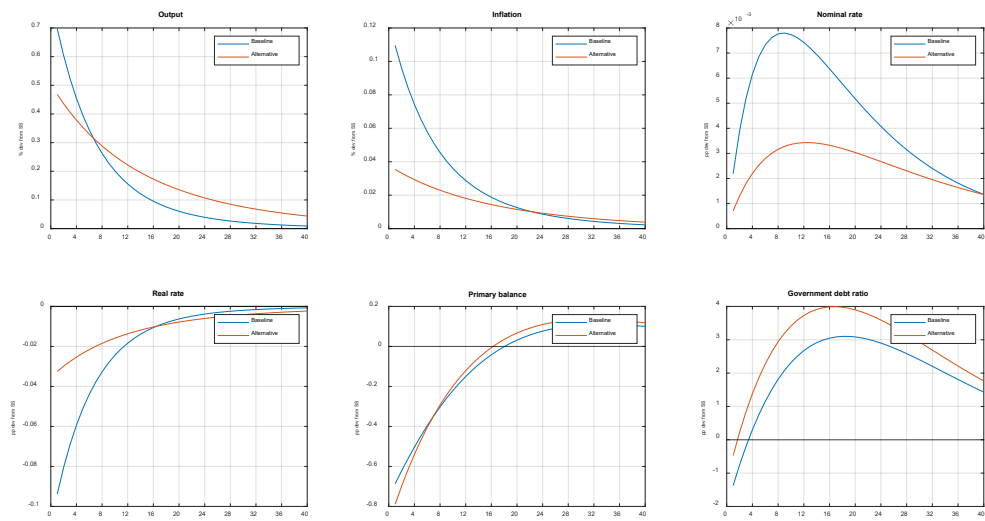 Output
0.7
0.6
0.5
0.4
0.3
0.2
0.1
0
% dev from SS
0 4 8 12 16 20 24 28 32 36 40
Baseline
Alternative
Inflation
0.12
0.1
0.08
0.06
0.04
0.02
0
% dev from SS
0 4 8 12 16 20 24 28 32 36 40
Baseline
Alternative
Nominal rate
8 × 10 -3
7
6
5
4
3
2
1
0
pp dev from SS
0 4 8 12 16 20 24 28 32 36 40
Baseline
Alternative
Real rate
0
-0.02
-0.04
-0.06
-0.08
-0.1
pp dev from SS
0 4 8 12 16 20 24 28 32 36 40
Baseline
Alternative
Primary balance
0.2
0
-0.2
-0.4
-0.6
-0.8
pp dev from SS
0 4 8 12 16 20 24 28 32 36 40
Baseline
Alternative
Government debt ratio
4
3
2
1
0
-1
-2
pp dev from SS
0 4 8 12 16 20 24 28 32 36 40
Baseline
Alternative